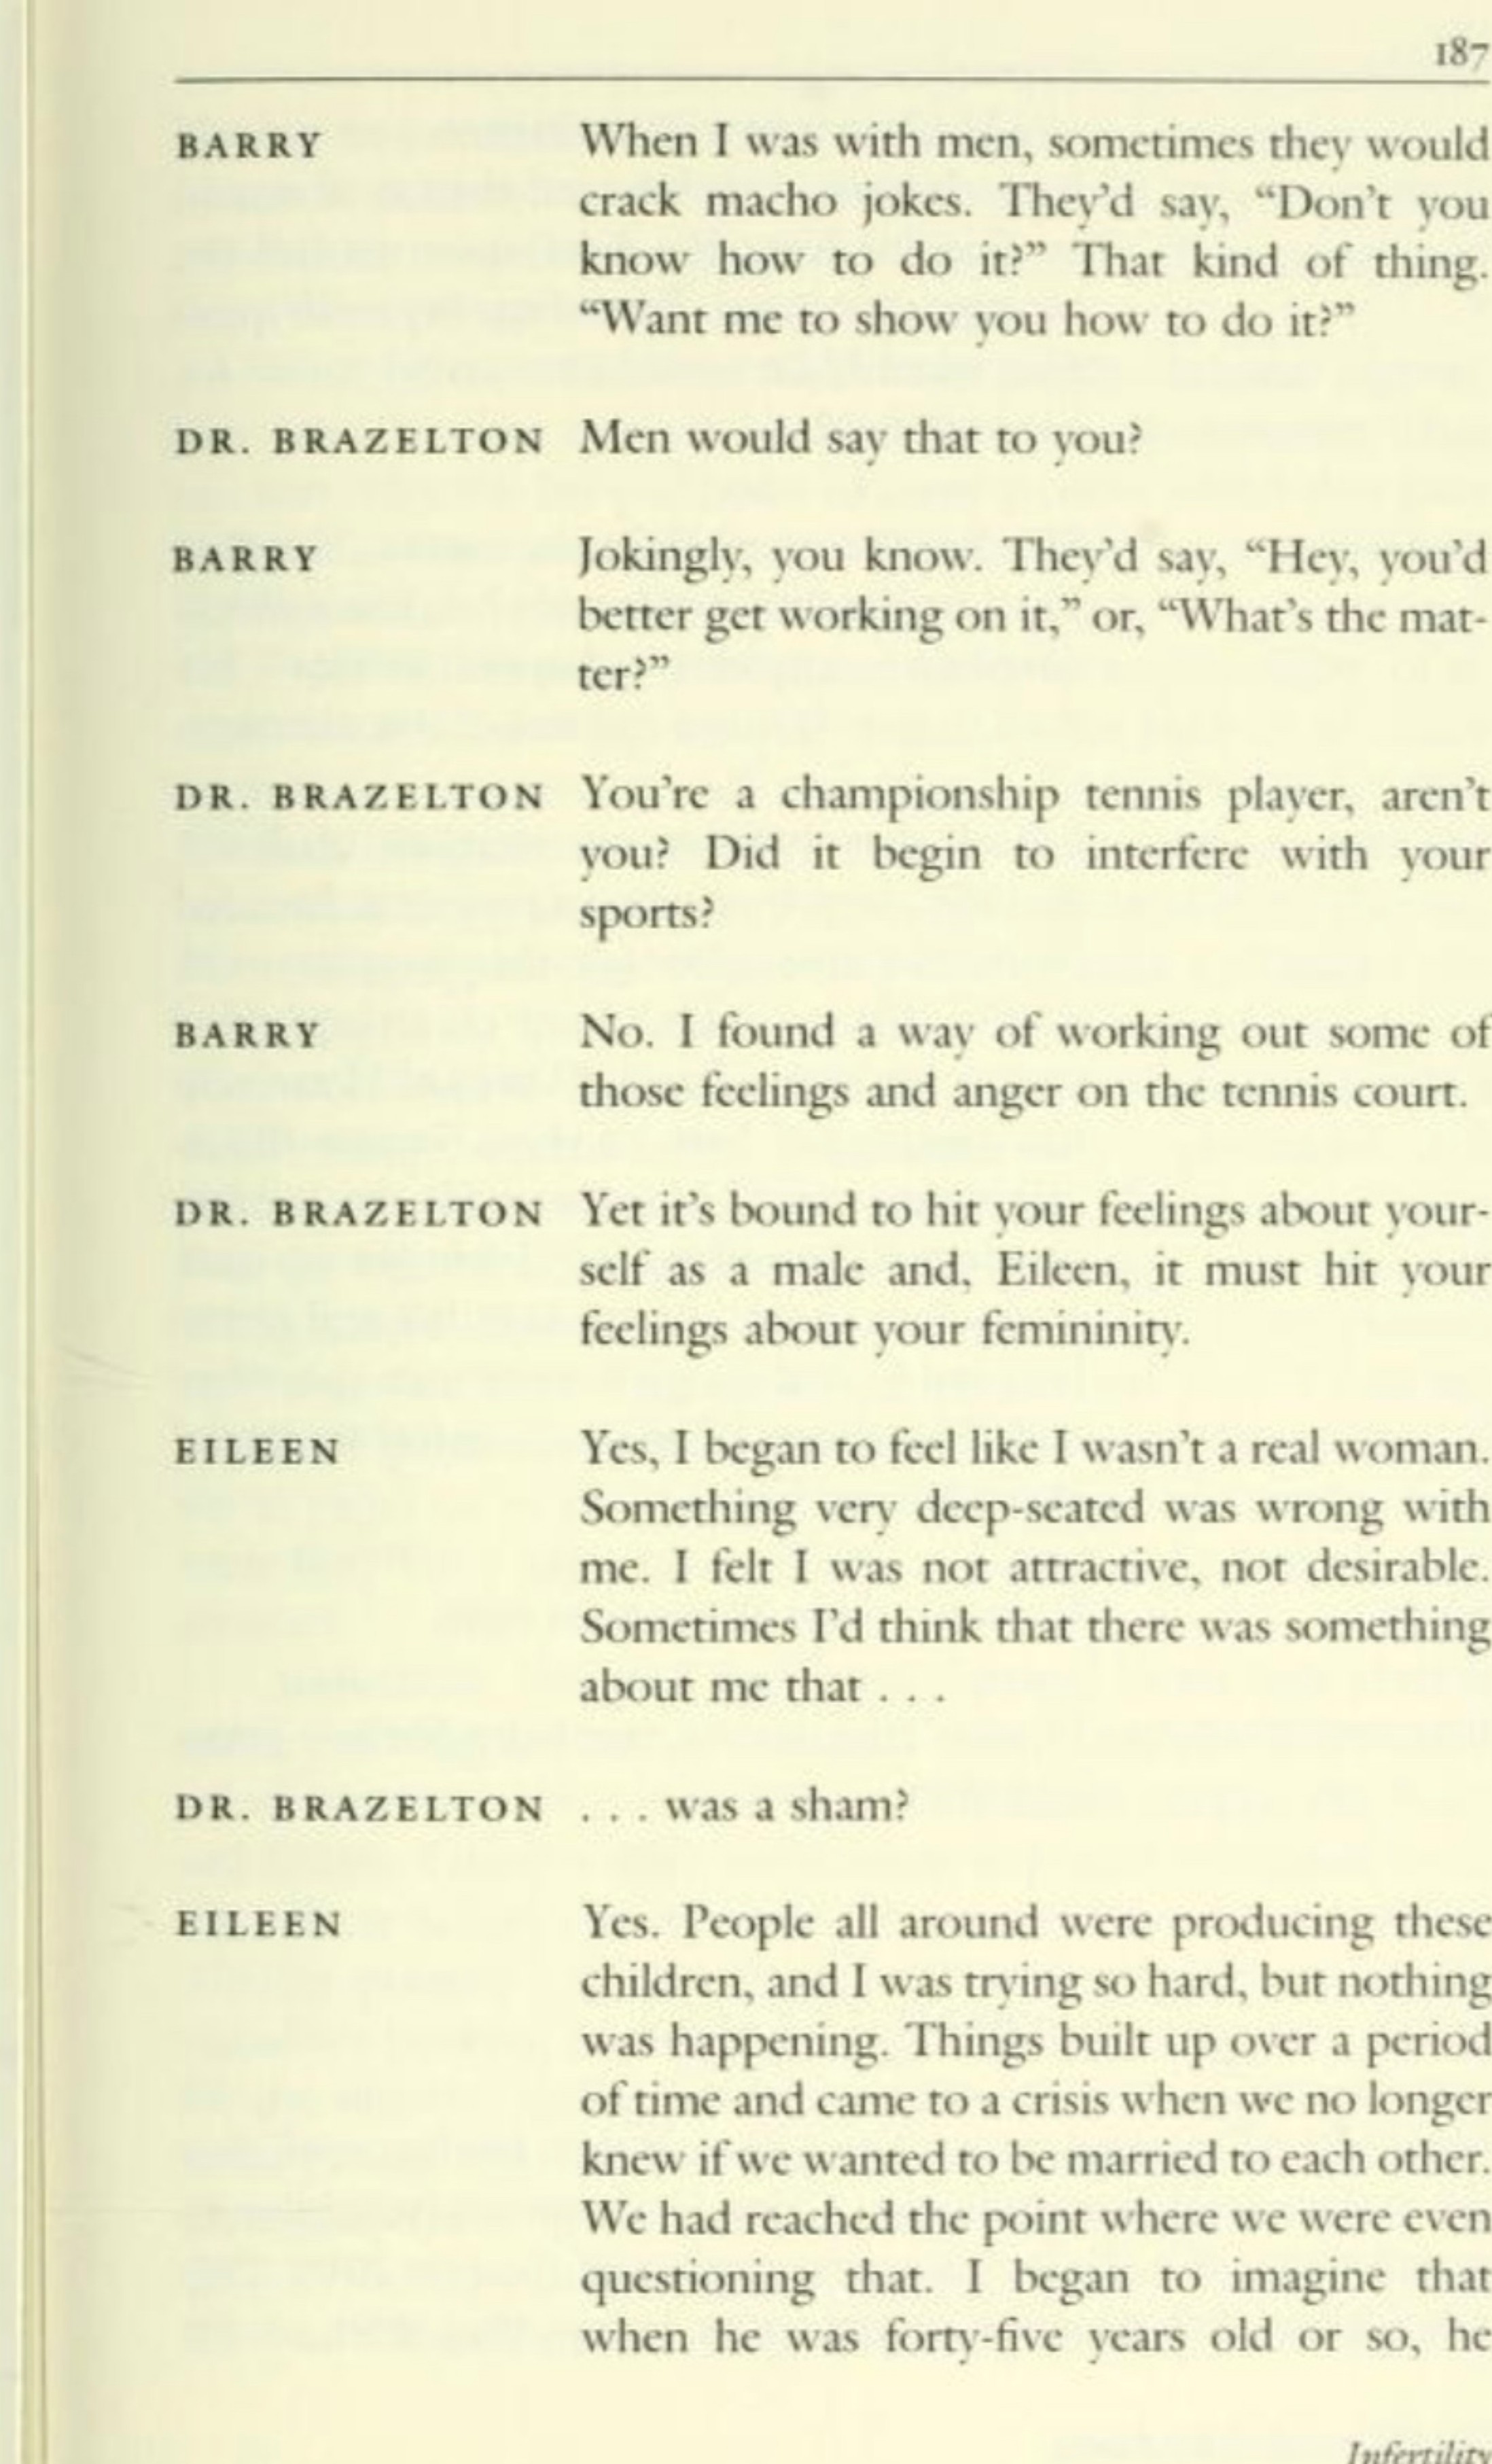 187
BARRY When I was with men, sometimes they would
crack macho jokes. They'd say, “Don't you
know how to do it?” That kind of thing.
“Want me to show you how to do it?”
DR. BRAZELTON Men would say that to you?
BARRY Jokingly, you know. They'd say, “Hey, you'd
better get working on it,” or, “What's the mat-
ter?”
DR. BRAZELTON You're a championship tennis player, aren't
you? Did it begin to interfere with your
sports?
BARRY No. I found a way of working out some of
those feelings and anger on the tennis court.
DR. BRAZELTON Yet it's bound to hit your feelings about your-
self as a male and, Eileen, it must hit your
feelings about your femininity.
EILEEN Yes, I began to feel like I wasn't a real woman.
Something very deep-seated was wrong with
me. I felt I was not attractive, not desirable.
Sometimes I'd think that there was something
about me that . . .
DR. BRAZELTON . . . was a sham?
EILEEN Yes. People all around were producing these
children, and I was trying so hard, but nothing
was happening. Things built up over a period
of time and came to a crisis when we no longer
knew if we wanted to be married to each other.
We had reached the point where we were even
questioning that. I began to imagine that
when he was forty-five years old or so, he
Infertility